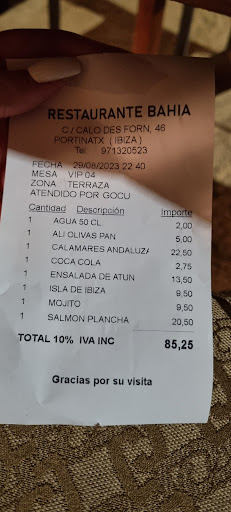 RESTAURANTE BAHIA
C / CALO DES FORN, 46
PORTINATX ( IBIZA )
Tel: 971320523
FECHA 29/08/2023 22:40
MESA VIP 04
ZONA TERRAZA
ATENDIDO POR GOCU
Cantidad Descripción Importe
1 AGUA 50 CL. 2,00
1 ALI OLIVAS PAN 5,00
1 CALAMARES ANDALUZA 22,50
1 COCA COLA 2,75
1 ENSALADA DE ATUN 13,50
1 ISLA DE IBIZA 9,50
1 MOJITO 9,50
1 SALMON PLANCHA 20,50
TOTAL 10% IVA INC 85,25
Gracias por su visita